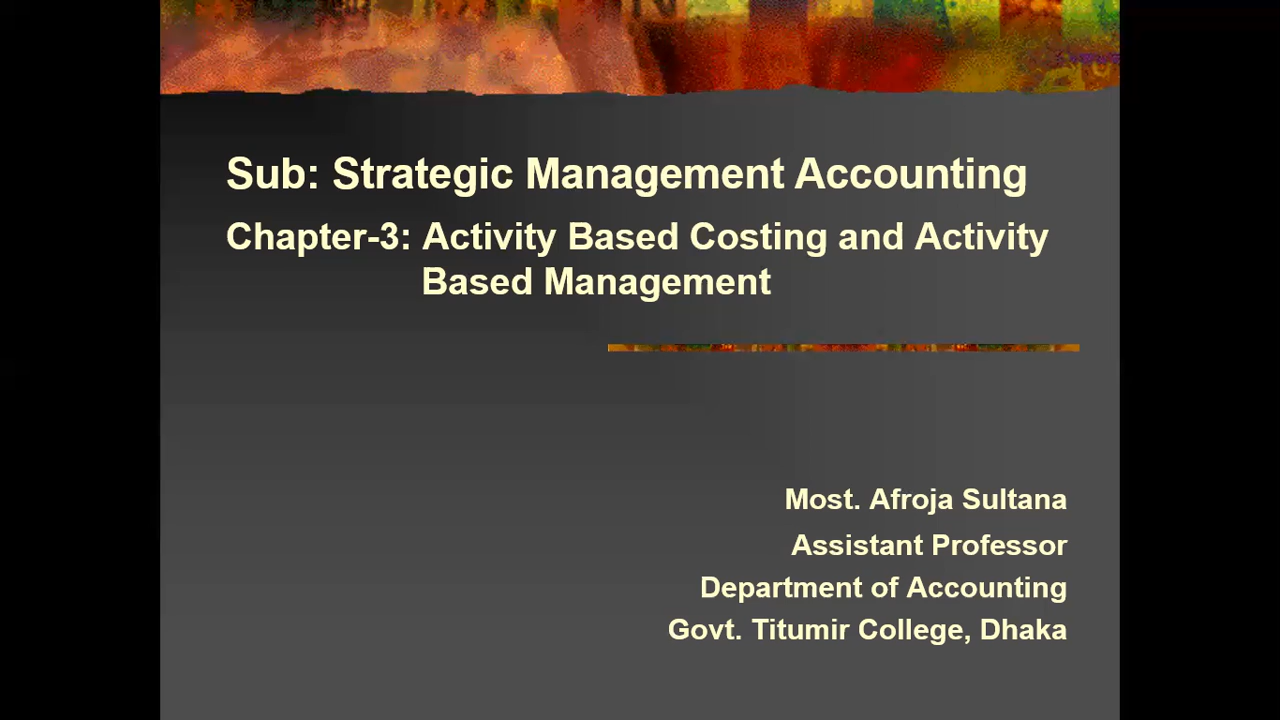 Sub: Strategic Management Accounting
Chapter-3: Activity Based Costing and Activity
Based Management
Most. Afroja Sultana
Assistant Professor
Department of Accounting
Govt. Titumir College, Dhaka